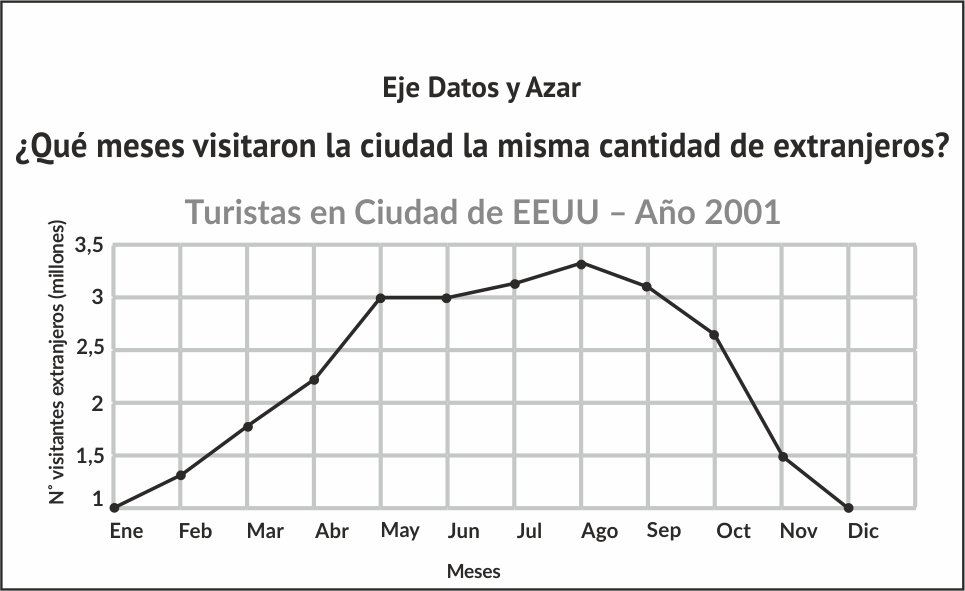 Eje Datos y Azar
¿Qué meses visitaron la ciudad la misma cantidad de extranjeros?
Turistas en Ciudad de EEUU – Año 2001
N° visitantes extranjeros (millones)
3,5
3
2,5
2
1,5
1
Ene Feb Mar Abr May Jun Jul Ago Sep Oct Nov Dic
Meses